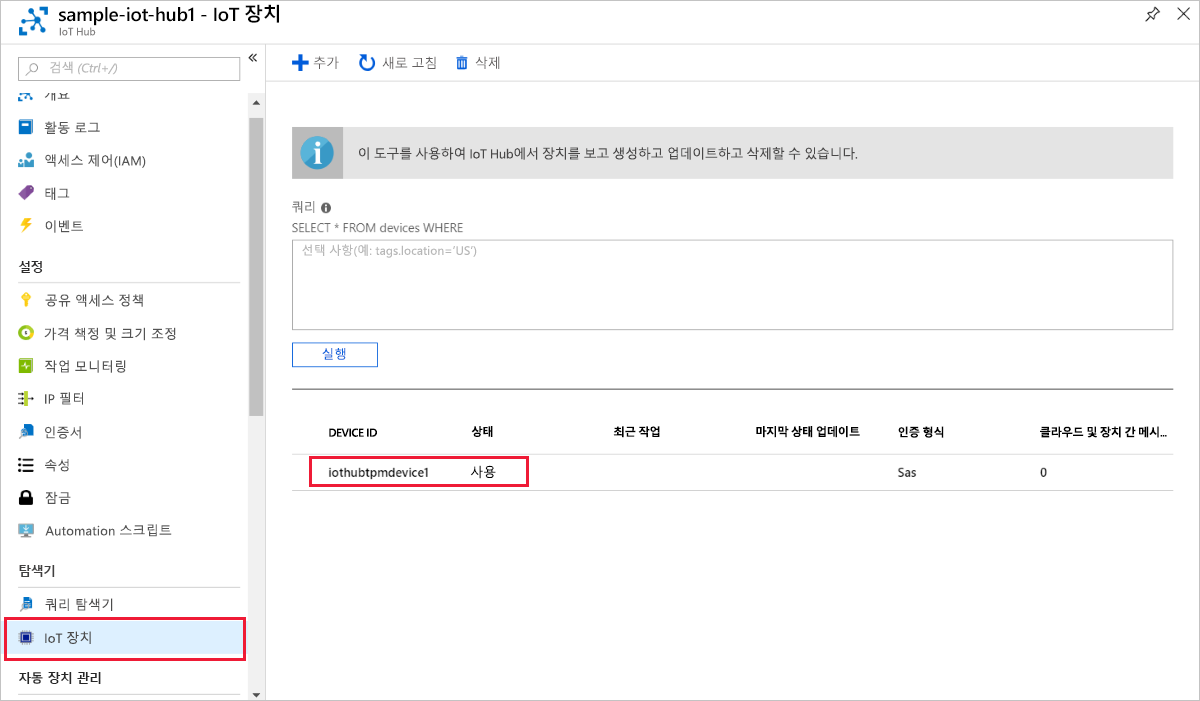 sample-iot-hub1 - IoT 장치
IoT Hub
검색 (Ctrl+/)
개요
활동 로그
액세스 제어(IAM)
태그
이벤트
설정
공유 액세스 정책
가격 책정 및 크기 조정
작업 모니터링
IP 필터
인증서
속성
잠금
Automation 스크립트
탐색기
쿼리 탐색기
IoT 장치
자동 장치 관리
추가 새로 고침 삭제
이 도구를 사용하여 IoT Hub에서 장치를 보고 생성하고 업데이트하고 삭제할 수 있습니다.
쿼리
SELECT * FROM devices WHERE
선택 사항(예: tags.location='US')
실행
DEVICE ID 상태 최근 작업 마지막 상태 업데이트 인증 형식 클라우드 및 장치 간 메시...
iothubtpmdevice1 사용 Sas 0